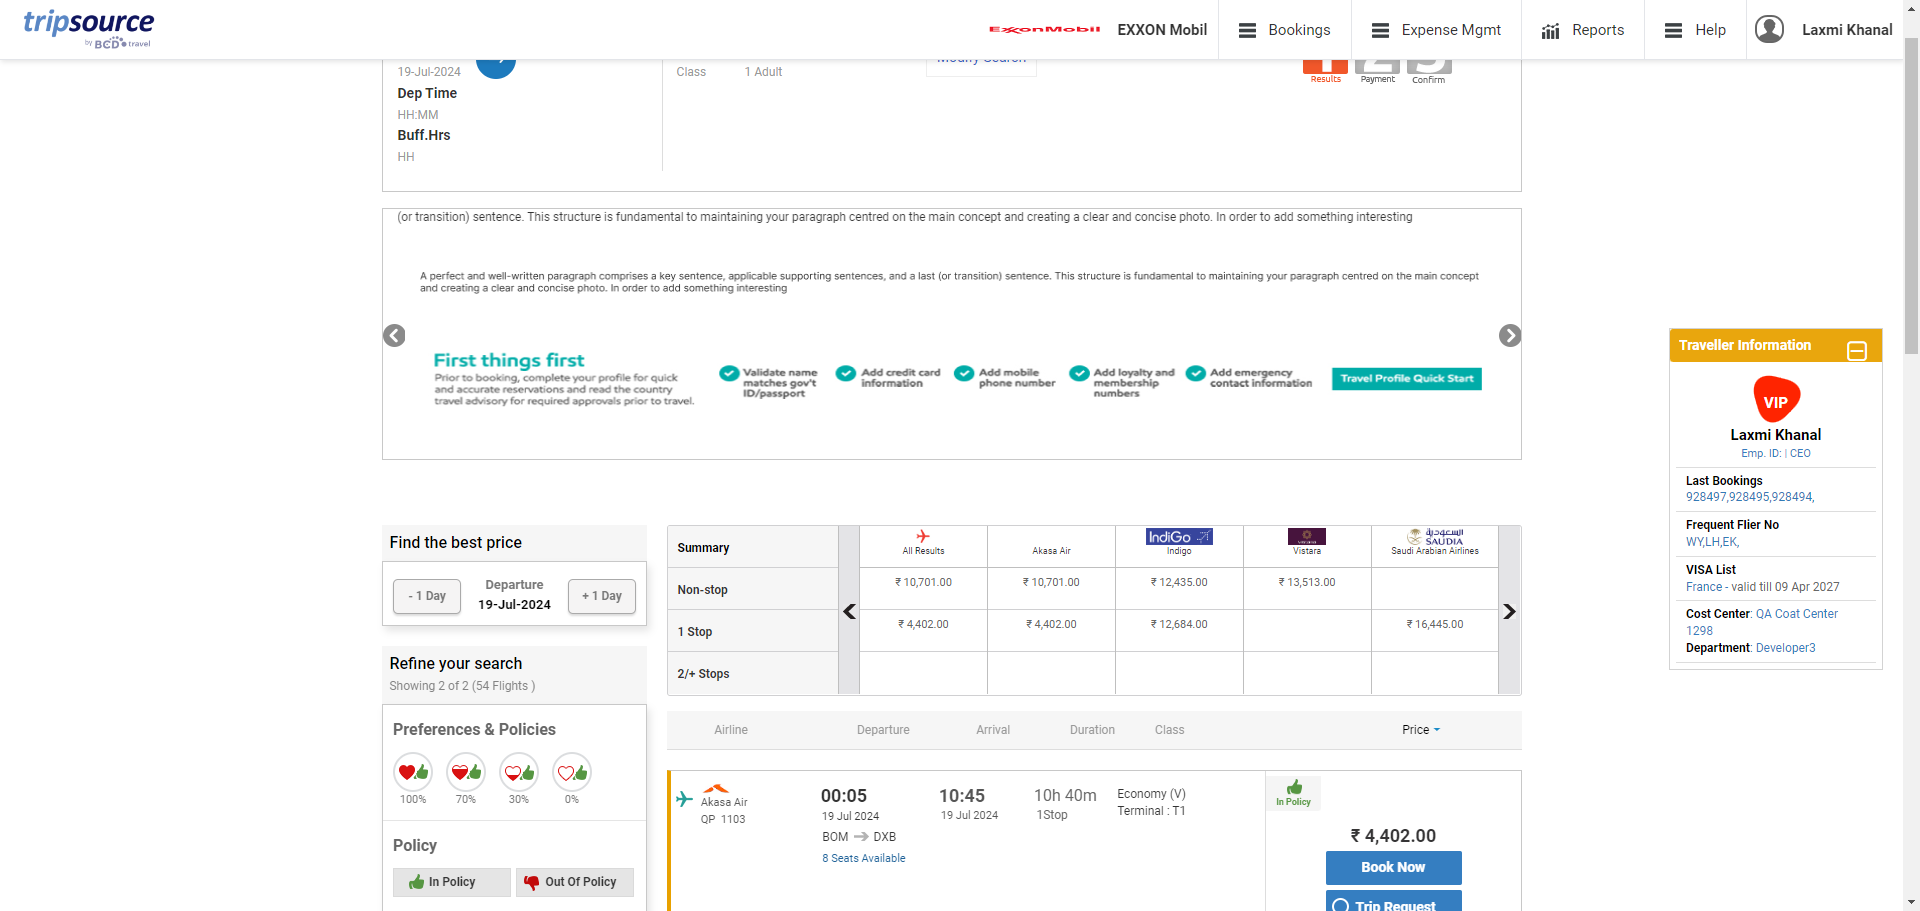 tripsource
by BCD travel
ExxonMobil
EXXON Mobil
Bookings
Expense Mgmt
Reports
Help
Laxmi Khanal
19-Jul-2024
Dep Time
HH:MM
Buff.Hrs
HH
Class
1 Adult
Modify Search
Results
Payment
Confirm
(or transition) sentence. This structure is fundamental to maintaining your paragraph centred on the main concept and creating a clear and concise photo. In order to add something interesting
A perfect and well-written paragraph comprises a key sentence, applicable supporting sentences, and a last (or transition) sentence. This structure is fundamental to maintaining your paragraph centred on the main concept
and creating a clear and concise photo. In order to add something interesting
First things first
Prior to booking, complete your profile for quick
and accurate reservations and read the country
travel advisory for required approvals prior to travel.
Validate name
matches gov't
ID/passport
Add credit card
information
Add mobile
phone number
Add loyalty and
membership
numbers
Add emergency
contact information
Travel Profile Quick Start
Traveller Information
VIP
Laxmi Khanal
Emp. ID: | CEO
Last Bookings
928497,928495,928494,
Frequent Flier No
WY,LH,EK,
VISA List
France - valid till 09 Apr 2027
Cost Center: QA Coat Center
1298
Department: Developer3
Find the best price
- 1 Day
Departure
19-Jul-2024
+ 1 Day
Refine your search
Showing 2 of 2 (54 Flights )
Preferences & Policies
100%
70%
30%
0%
Policy
In Policy
Out Of Policy
Summary
All Results
Akasa Air
IndiGo
Indigo
Vistara
السعودية
SAUDIA
Saudi Arabian Airlines
Non-stop
₹ 10,701.00
₹ 10,701.00
₹ 12,435.00
₹ 13,513.00
1 Stop
₹ 4,402.00
₹ 4,402.00
₹ 12,684.00
₹ 16,445.00
2/+ Stops
Airline
Departure
Arrival
Duration
Class
Price
Akasa Air
QP 1103
00:05
19 Jul 2024
BOM
DXB
8 Seats Available
10:45
19 Jul 2024
10h 40m
1Stop
Economy (V)
Terminal : T1
In Policy
₹ 4,402.00
Book Now
Trip Request